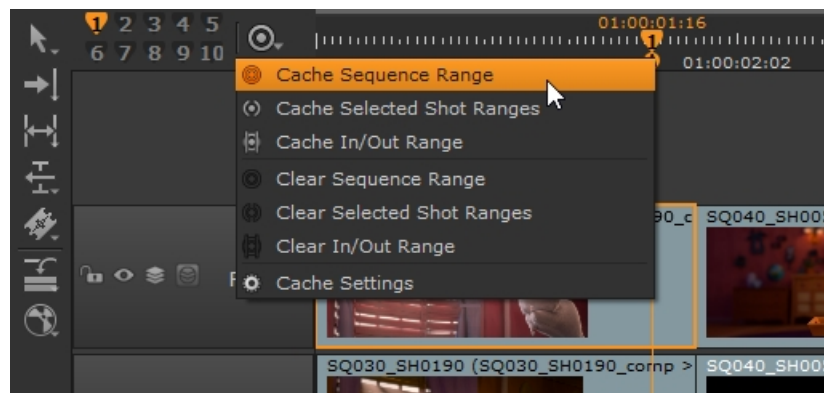 1 2 3 4 5
6 7 8 9 10
01:00:01:16
1
01:00:02:02
Cache Sequence Range
Cache Selected Shot Ranges
Cache In/Out Range
Clear Sequence Range
Clear Selected Shot Ranges
Clear In/Out Range
Cache Settings
90_c
SQ040_SH00
SQ030_SH0190 (SQ030_SH0190_comp >
SQ040_SH00